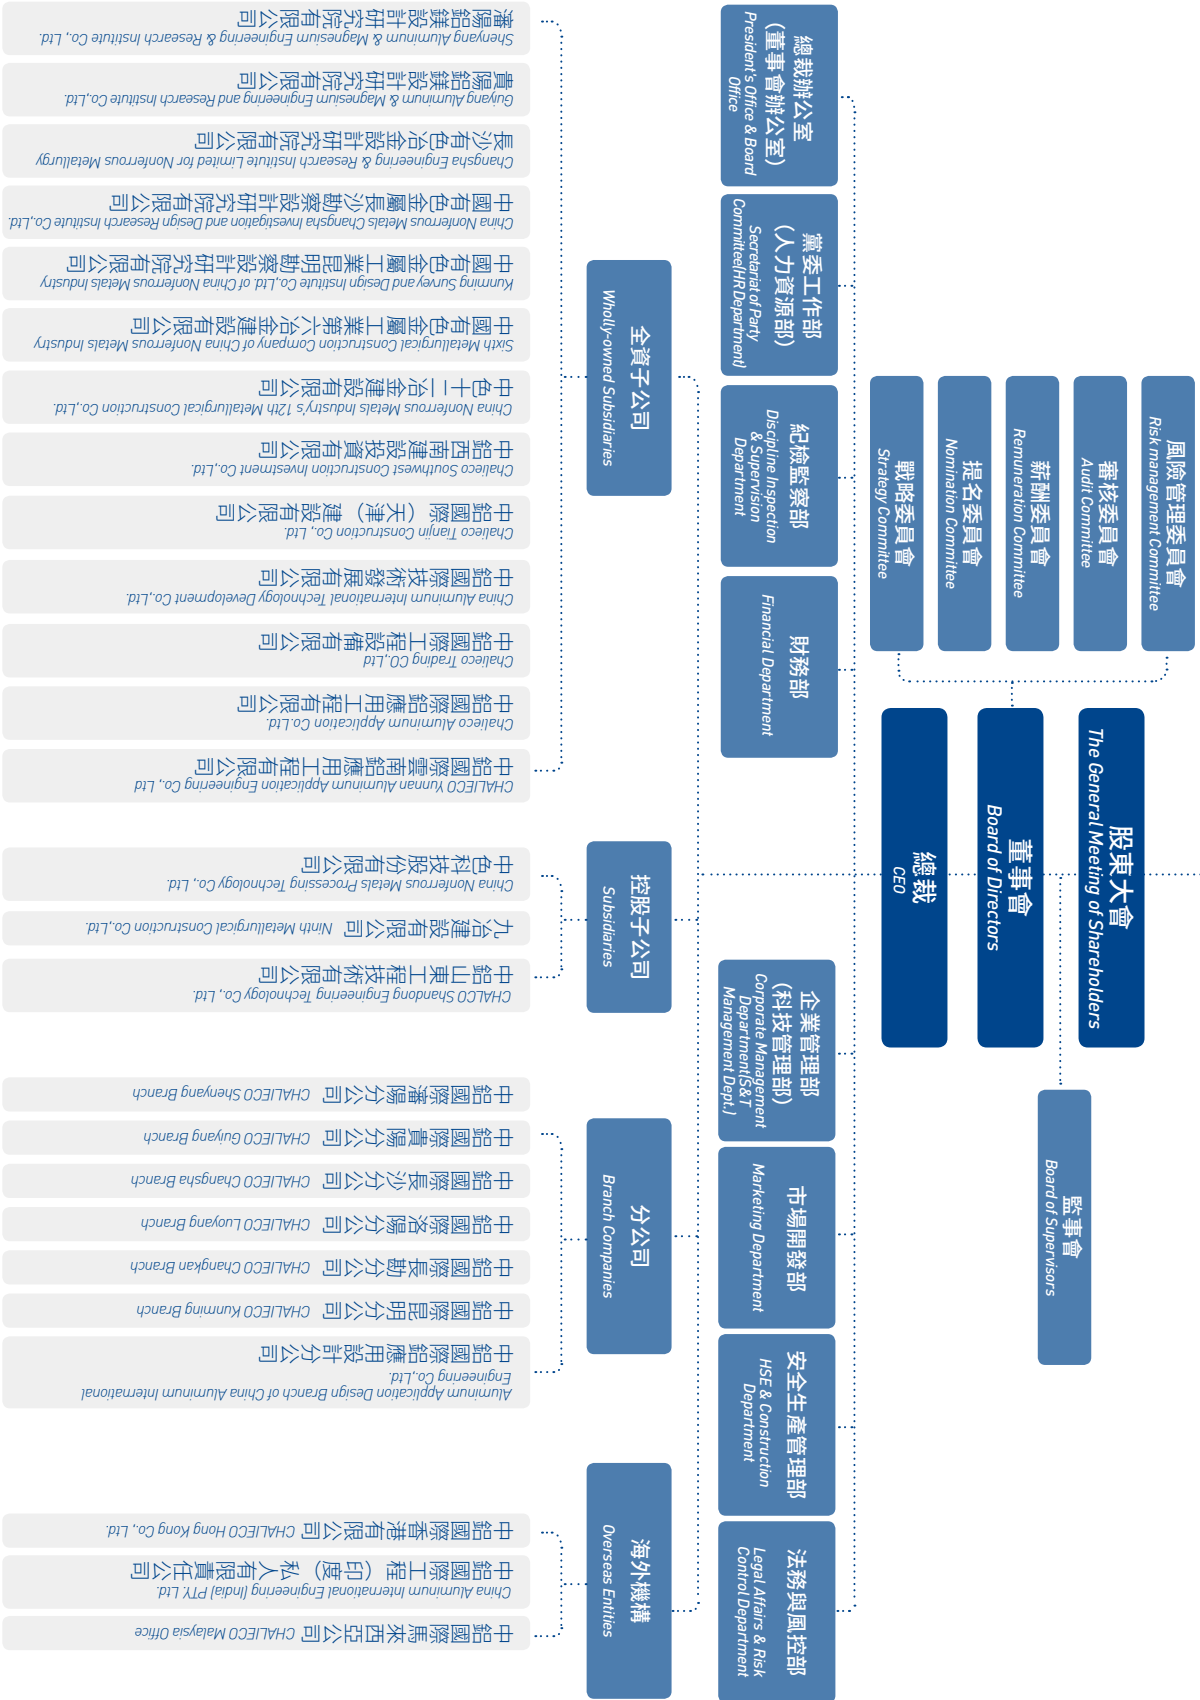 股東大會
The General Meeting of Shareholders
董事會
Board of Directors
總裁
CEO
監事會
Board of Supervisors
風險管理委員會
Risk management Committee
審核委員會
Audit Committee
薪酬委員會
Remuneration Committee
提名委員會
Nomination Committee
戰略委員會
Strategy Committee
總裁辦公室
(董事會辦公室)
President's Office & Board
Office
黨委工作部
(人力資源部)
Secretariat of Party
Committee(HR Department)
紀檢監察部
Discipline Inspection
& Supervision
Department
財務部
Financial Department
企業管理部
(科技管理部)
Corporate Management
Department(S&T
Management Dept.)
市場開發部
Marketing Department
安全生產管理部
HSE & Construction
Department
法務與風控部
Legal Affairs & Risk
Control Department
全資子公司
Wholly-owned Subsidiaries
瀋陽鋁鎂設計研究院有限公司
Shenyang Aluminum & Magnesium Engineering & Research Institute Co., Ltd.
貴陽鋁鎂設計研究院有限公司
Guiyang Aluminum & Magnesium Engineering and Research Institute Co.,Ltd.
長沙有色冶金設計研究院有限公司
Changsha Engineering & Research Institute Limited for Nonferrous Metallurgy
中國有色金屬長沙勘察設計研究院有限公司
China Nonferrous Metals Changsha Investigation and Design Research Institute Co.,Ltd.
中國有色金屬工業昆明勘察設計研究院有限公司
Kunming Survey and Design Institute Co.,Ltd. of China Nonferrous Metals Industry
中國有色金屬工業第六冶金建設有限公司
Sixth Metallurgical Construction Company of China Nonferrous Metals Industry
中色十二冶金建設有限公司
China Nonferrous Metals Industry's 12th Metallurgical Construction Co.,Ltd.
中鋁西南建設投資有限公司
Chalieco Southwest Construction Investment Co.,Ltd.
中鋁國際（天津）建設有限公司
Chalieco Tianjin Construction Co., Ltd.
中鋁國際技術發展有限公司
China Aluminum International Technology Development Co.,Ltd.
中鋁國際工程設備有限公司
Chalieco Trading CO.,Ltd
中鋁國際鋁應用工程有限公司
Chalieco Aluminum Application Co.Ltd.
中鋁國際雲南鋁應用工程有限公司
CHALIECO Yunnan Aluminum Application Engineering Co., Ltd
控股子公司
Subsidiaries
中色科技股份有限公司
China Nonferrous Metals Processing Technology Co., Ltd.
九冶建設有限公司 Ninth Metallurgical Construction Co.,Ltd.
中鋁山東工程技術有限公司
CHALCO Shandong Engineering Technology Co., Ltd.
分公司
Branch Companies
中鋁國際瀋陽分公司 CHALIECO Shenyang Branch
中鋁國際貴陽分公司 CHALIECO Guiyang Branch
中鋁國際長沙分公司 CHALIECO Changsha Branch
中鋁國際洛陽分公司 CHALIECO Luoyang Branch
中鋁國際長勘分公司 CHALIECO Changkan Branch
中鋁國際昆明分公司 CHALIECO Kunming Branch
中鋁國際鋁應用設計分公司
Aluminum Application Design Branch of China Aluminum International
Engineering Co.,Ltd.
海外機構
Overseas Entities
中鋁國際香港有限公司 CHALIECO Hong Kong Co., Ltd.
中鋁國際工程（印度）私人有限責任公司
China Aluminum International Engineering (India) PTY. Ltd.
中鋁國際馬來西亞公司 CHALIECO Malaysia Office